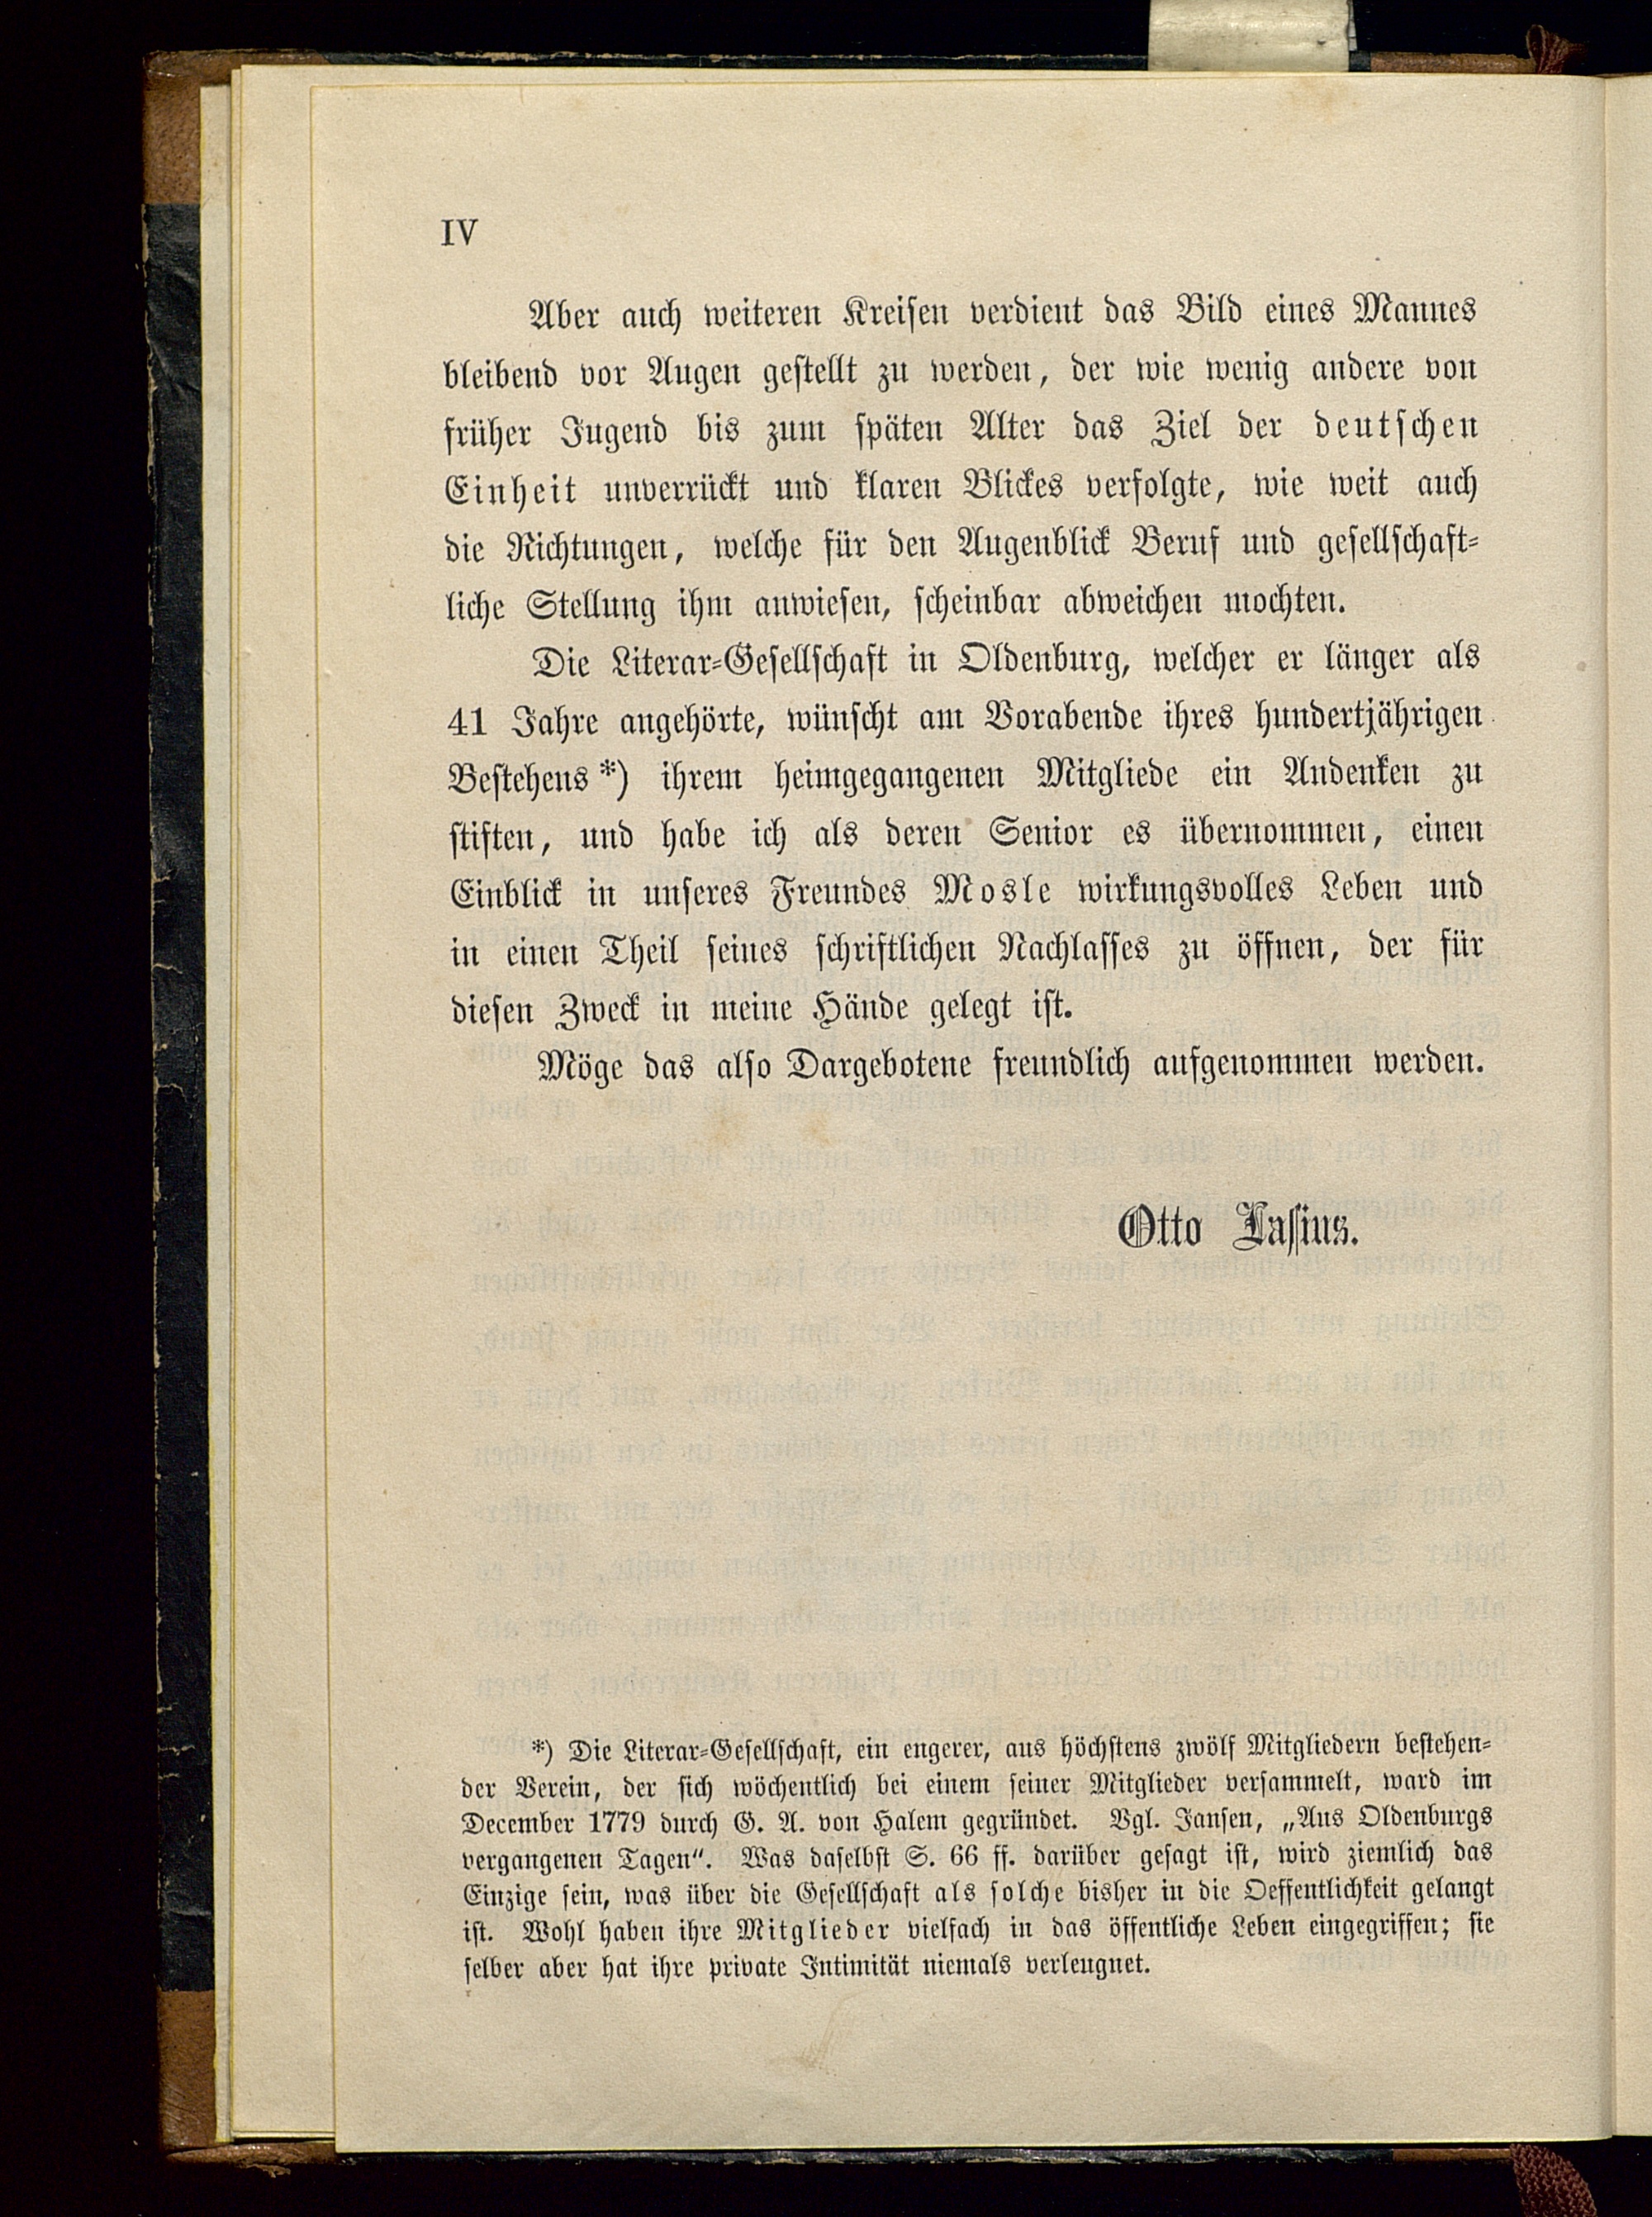 IV
Aber auch weiteren Kreisen verdient das Bild eines Mannes
bleibend vor Augen gestellt zu werden, der wie wenig andere von
früher Jugend bis zum späten Alter das Ziel der deutschen
Einheit unverrückt und klaren Blickes verfolgte, wie weit auch
die Richtungen, welche für den Augenblick Beruf und gesellschaft-
liche Stellung ihm anwiesen, scheinbar abweichen mochten.
Die Literar-Gesellschaft in Oldenburg, welcher er länger als
41 Jahre angehörte, wünscht am Vorabende ihres hundertjährigen
Bestehens *) ihrem heimgegangenen Mitgliede ein Andenken zu
stiften, und habe ich als deren Senior es übernommen, einen
Einblick in unseres Freundes Mosle wirkungsvolles Leben und
in einen Theil seines schriftlichen Nachlasses zu öffnen, der für
diesen Zweck in meine Hände gelegt ist.
Möge das also Dargebotene freundlich aufgenommen werden.
Otto Lasius.
*) Die Literar-Gesellschaft, ein engerer, aus höchstens zwölf Mitgliedern bestehen-
der Verein, der sich wöchentlich bei einem seiner Mitglieder versammelt, ward im
December 1779 durch G. A. von Halem gegründet. Vgl. Jansen, „Aus Oldenburgs
vergangenen Tagen“. Was daselbst S. 66 ff. darüber gesagt ist, wird ziemlich das
Einzige sein, was über die Gesellschaft als solche bisher in die Oeffentlichkeit gelangt
ist. Wohl haben ihre Mitglieder vielfach in das öffentliche Leben eingegriffen; sie
selber aber hat ihre private Intimität niemals verleugnet.